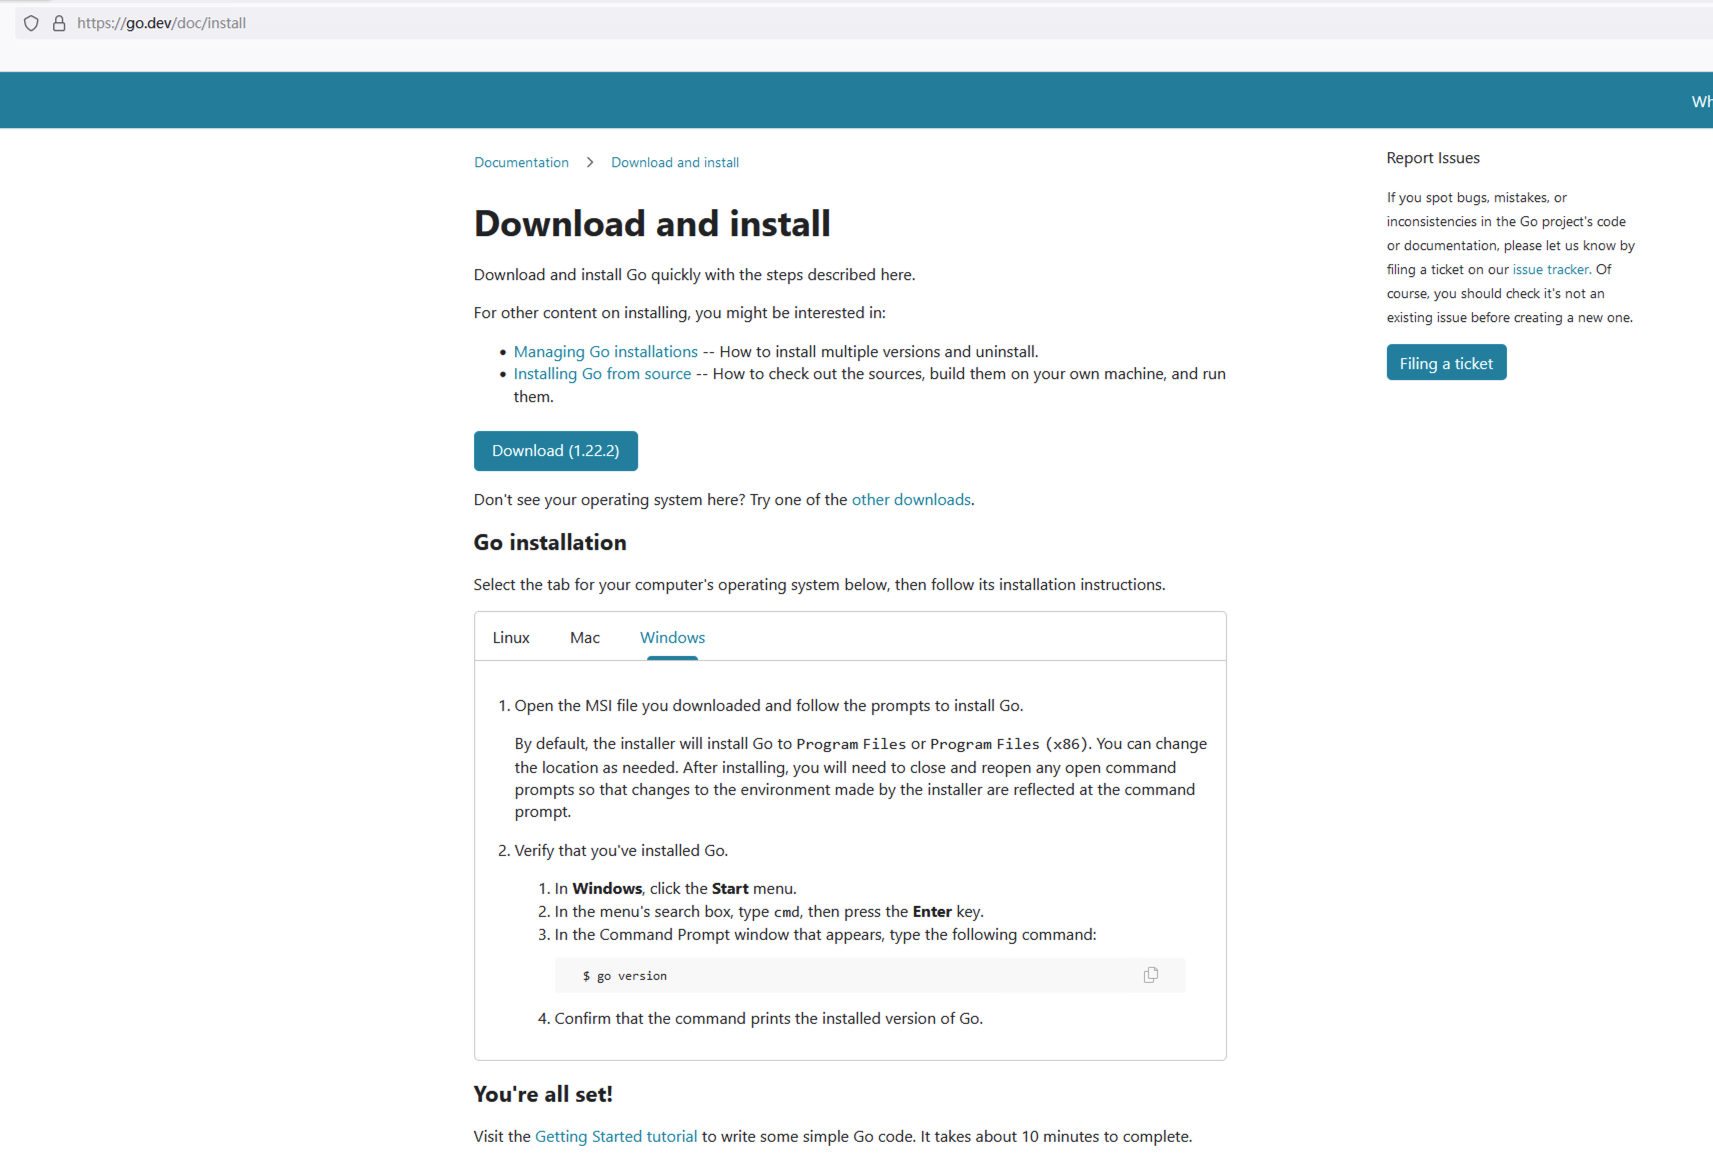 https://go.dev/doc/install
Wh
Documentation > Download and install
Download and install
Download and install Go quickly with the steps described here.
For other content on installing, you might be interested in:
• Managing Go installations -- How to install multiple versions and uninstall.
• Installing Go from source -- How to check out the sources, build them on your own machine, and run
them.
Download (1.22.2)
Don't see your operating system here? Try one of the other downloads.
Go installation
Select the tab for your computer's operating system below, then follow its installation instructions.
Linux Mac Windows
1. Open the MSI file you downloaded and follow the prompts to install Go.
By default, the installer will install Go to Program Files or Program Files (x86). You can change
the location as needed. After installing, you will need to close and reopen any open command
prompts so that changes to the environment made by the installer are reflected at the command
prompt.
2. Verify that you've installed Go.
1. In Windows, click the Start menu.
2. In the menu's search box, type cmd, then press the Enter key.
3. In the Command Prompt window that appears, type the following command:
$ go version
4. Confirm that the command prints the installed version of Go.
You're all set!
Visit the Getting Started tutorial to write some simple Go code. It takes about 10 minutes to complete.
Report Issues
If you spot bugs, mistakes, or
inconsistencies in the Go project's code
or documentation, please let us know by
filing a ticket on our issue tracker. Of
course, you should check it's not an
existing issue before creating a new one.
Filing a ticket